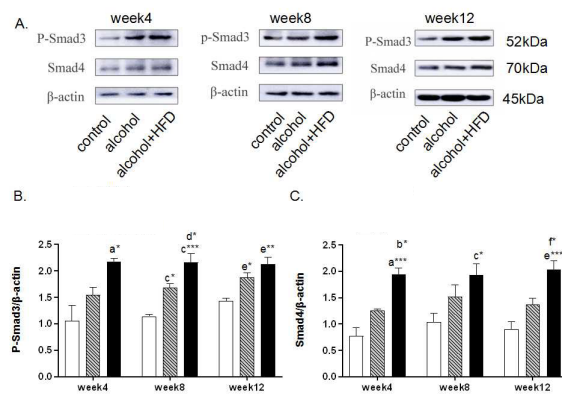 A.
week4 week8 week12
P-Smad3 p-Smad3 P-Smad3 52kDa
Smad4 Smad4 Smad4 70kDa
β-actin β-actin β-actin 45kDa
control alcohol alcohol+HFD control alcohol alcohol+HFD control alcohol alcohol+HFD
B.
P-Smad3/β-actin
2.5
2.0
1.5
1.0
0.5
0.0
a*
c*
d*
c***
e*
e**
week4 week8 week12
C.
Smad4/β-actin
2.5
2.0
1.5
1.0
0.5
0.0
b*
a***
c*
f*
e***
week4 week8 week12